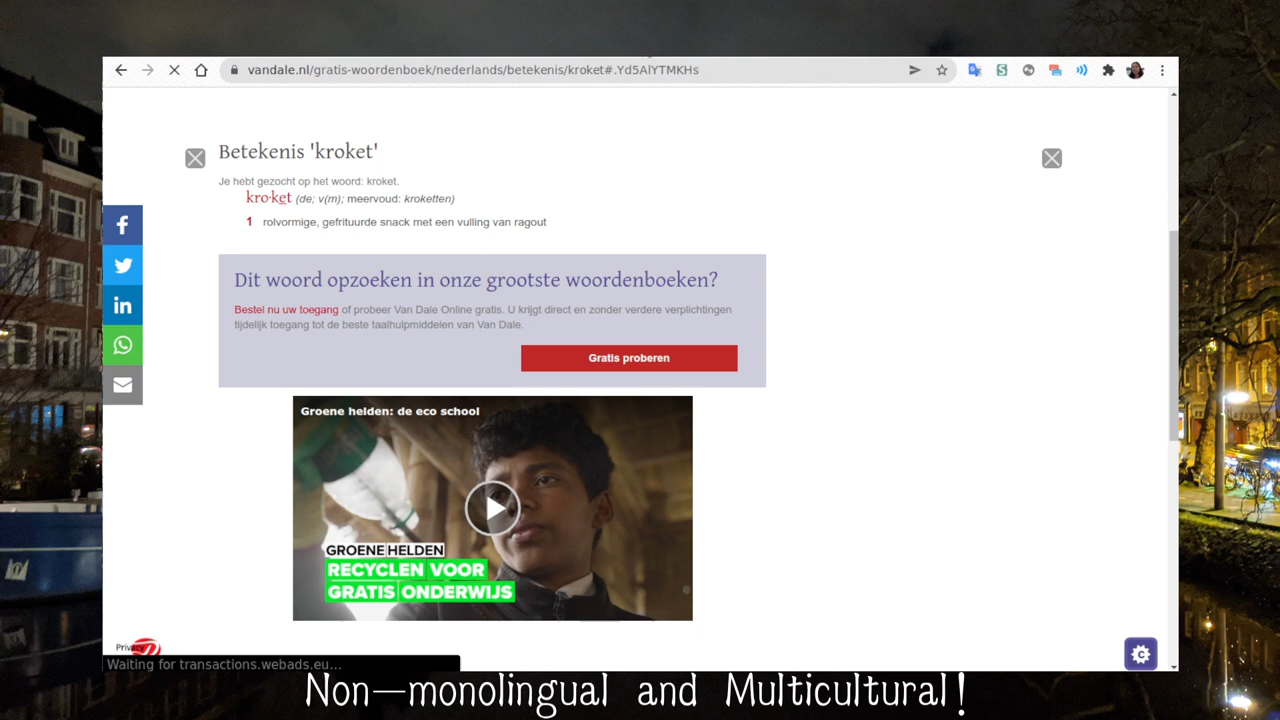 vandale.nl/gratis-woordenboek/nederlands/betekenis/kroket#.Yd5AlYTMKHs
Betekenis 'kroket'
Je hebt gezocht op het woord: kroket.
kro·ket (de; v(m); meervoud: kroketten)
1 rolvormige, gefrituurde snack met een vulling van ragout
Dit woord opzoeken in onze grootste woordenboeken?
Bestel nu uw toegang of probeer Van Dale Online gratis. U krijgt direct en zonder verdere verplichtingen
tijdelijk toegang tot de beste taalhulpmiddelen van Van Dale.
Gratis proberen
Groene helden: de eco school
GROENE HELDEN
RECYCLEN VOOR
GRATIS ONDERWIJS
Waiting for transactions.webads.eu...
Non–monolingual and Multicultural!